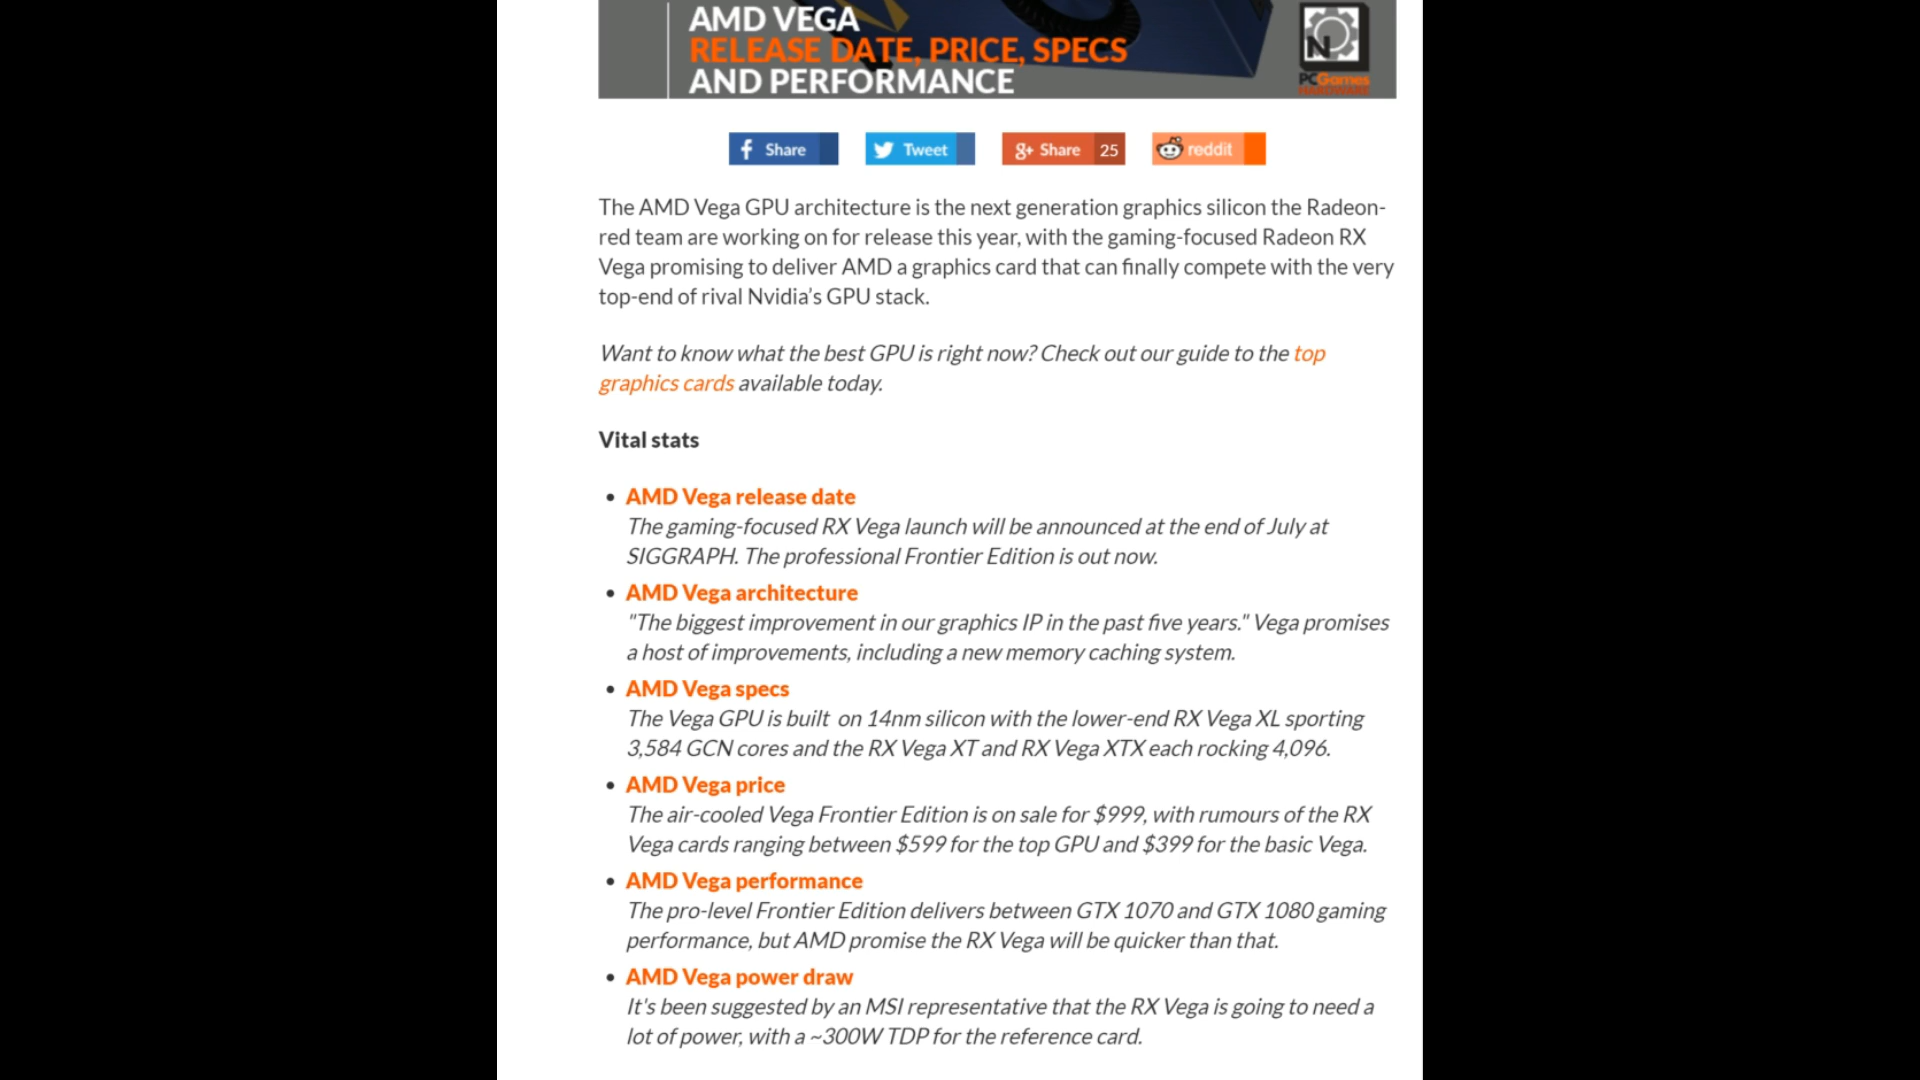 AMD VEGA
RELEASE DATE, PRICE, SPECS
AND PERFORMANCE
N
PCGames
HARDWARE
Share
Tweet
g+ Share 25
reddit
The AMD Vega GPU architecture is the next generation graphics silicon the Radeon-
red team are working on for release this year, with the gaming-focused Radeon RX
Vega promising to deliver AMD a graphics card that can finally compete with the very
top-end of rival Nvidia’s GPU stack.
Want to know what the best GPU is right now? Check out our guide to the top
graphics cards available today.
Vital stats
• AMD Vega release date
The gaming-focused RX Vega launch will be announced at the end of July at
SIGGRAPH. The professional Frontier Edition is out now.
• AMD Vega architecture
"The biggest improvement in our graphics IP in the past five years." Vega promises
a host of improvements, including a new memory caching system.
• AMD Vega specs
The Vega GPU is built on 14nm silicon with the lower-end RX Vega XL sporting
3,584 GCN cores and the RX Vega XT and RX Vega XTX each rocking 4,096.
• AMD Vega price
The air-cooled Vega Frontier Edition is on sale for $999, with rumours of the RX
Vega cards ranging between $599 for the top GPU and $399 for the basic Vega.
• AMD Vega performance
The pro-level Frontier Edition delivers between GTX 1070 and GTX 1080 gaming
performance, but AMD promise the RX Vega will be quicker than that.
• AMD Vega power draw
It's been suggested by an MSI representative that the RX Vega is going to need a
lot of power, with a ~300W TDP for the reference card.